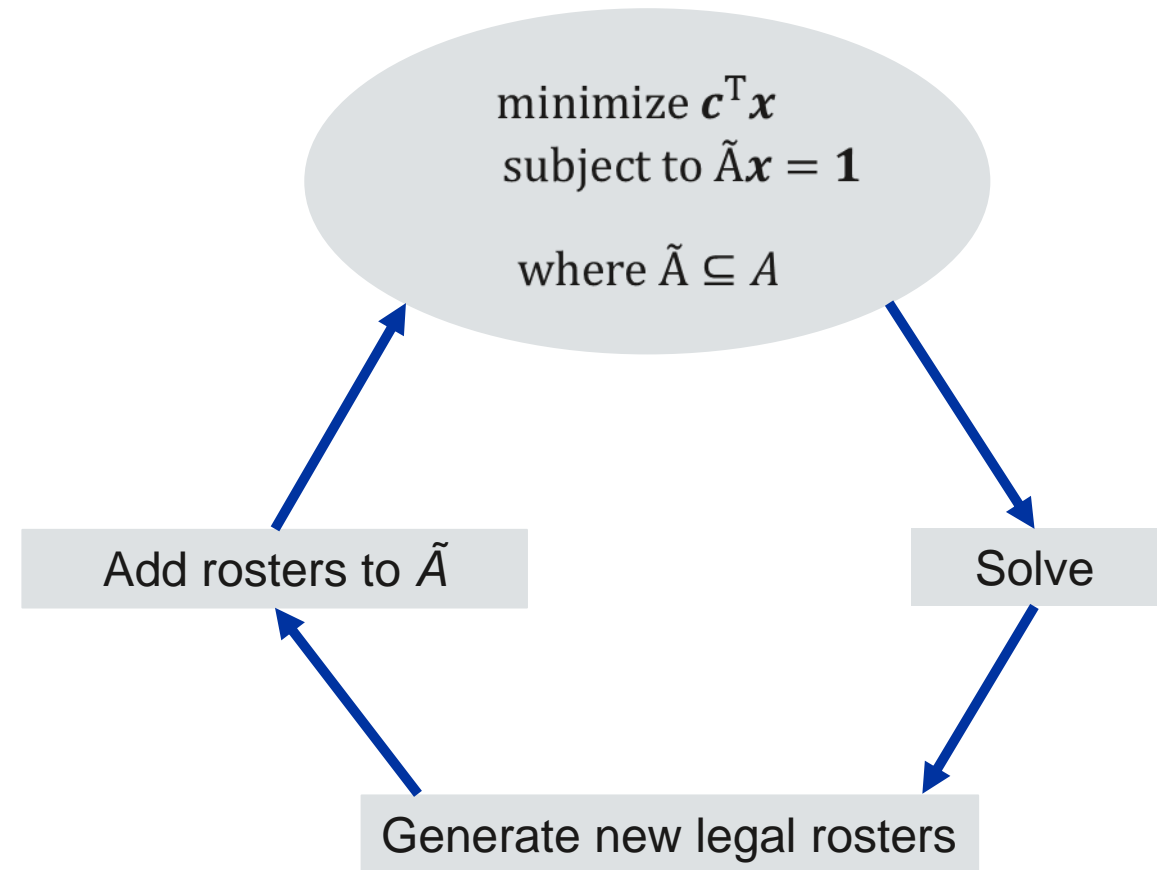 minimize 𝒄ᵀ𝒙
subject to Ã𝒙 = 𝟏
where Ã ⊆ 𝐴
Add rosters to Ã
Solve
Generate new legal rosters